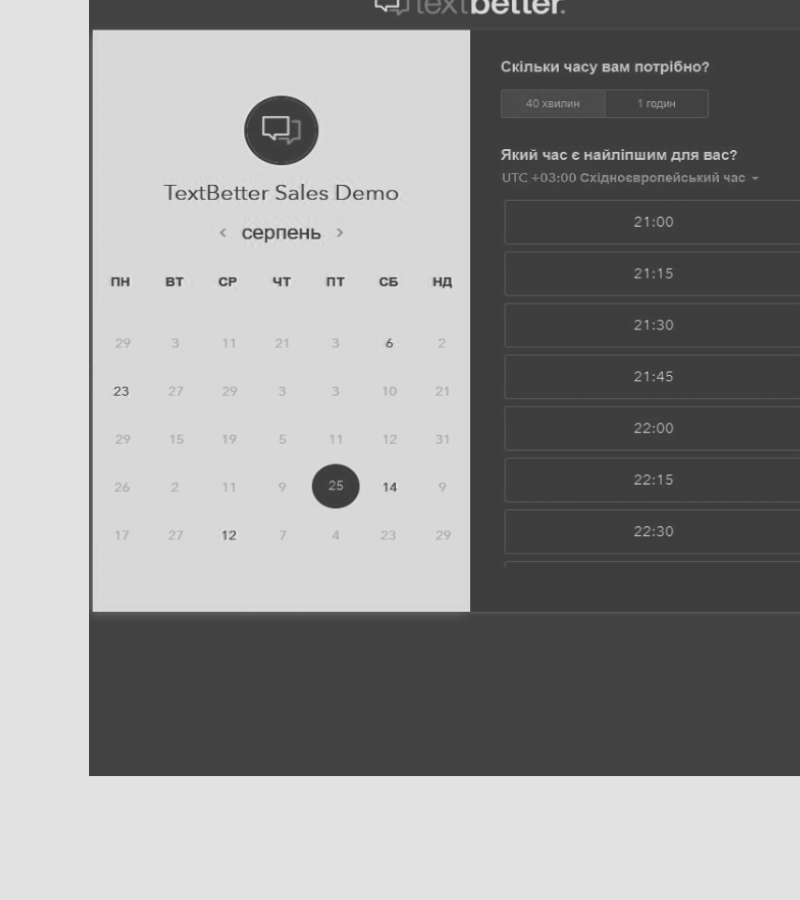 textbetter.
TextBetter Sales Demo
< серпень >
ПН ВТ СР ЧТ ПТ СБ НД
29 3 11 21 3 6 2
23 27 29 3 3 10 21
29 15 19 5 11 12 31
26 2 11 9 25 14 9
17 27 12 7 4 23 29
Скільки часу вам потрібно?
40 хвилин 1 годин
Який час є найліпшим для вас?
UTC +03:00 Східноєвропейський час
21:00
21:15
21:30
21:45
22:00
22:15
22:30